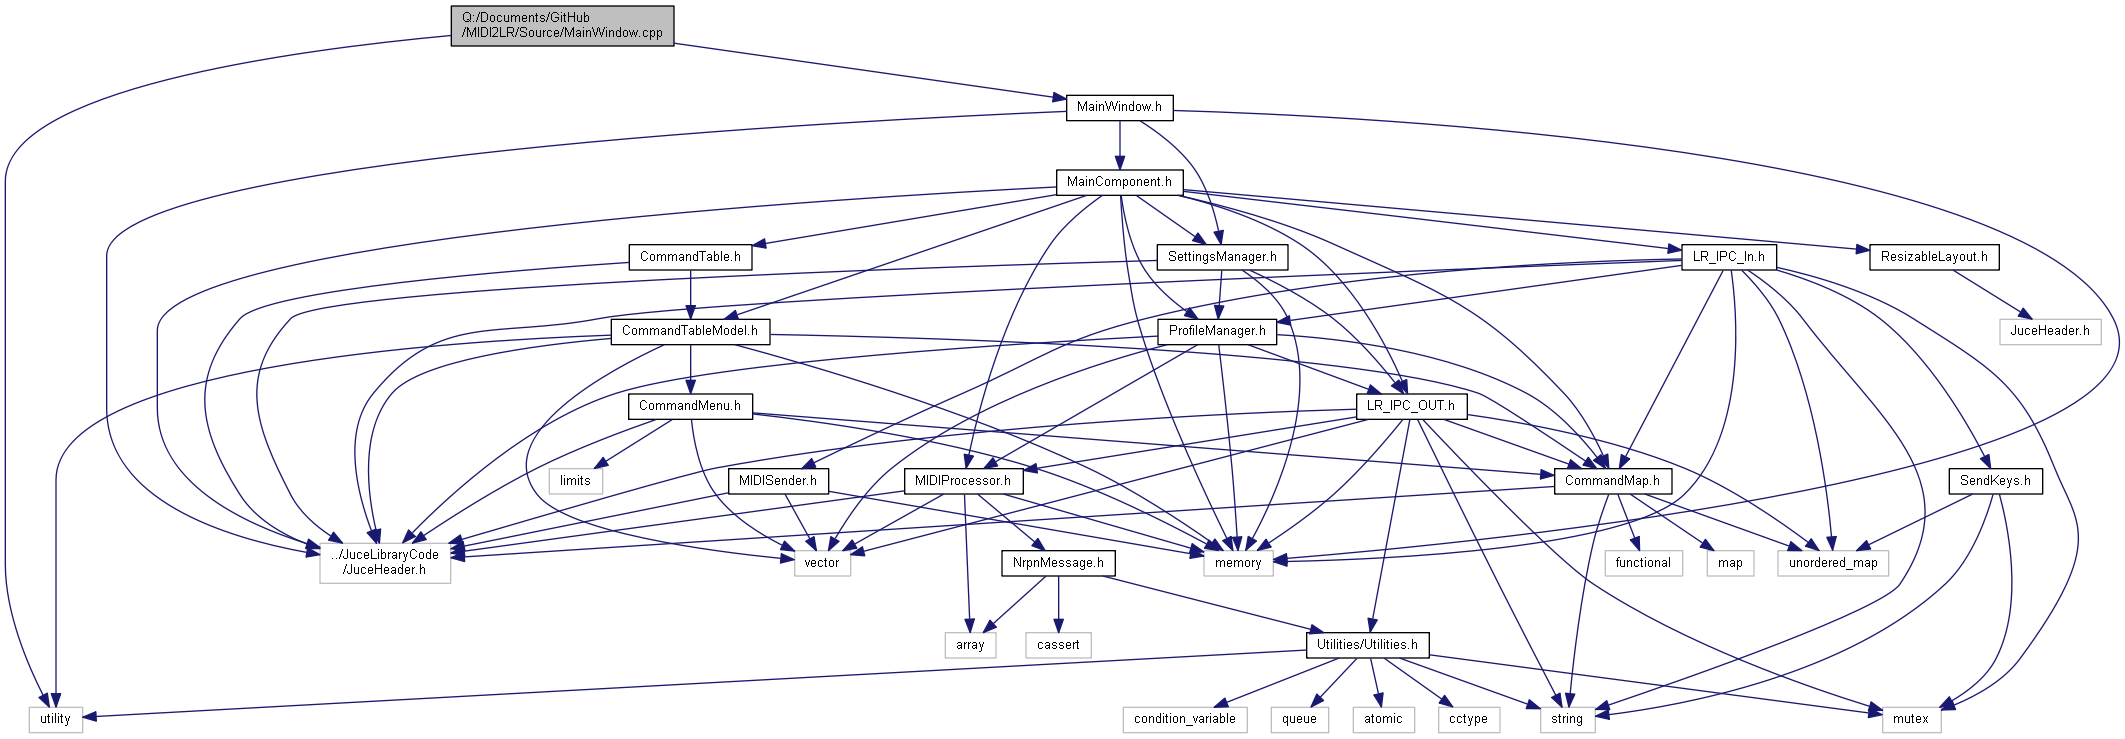 Q:/Documents/GitHub
/MIDI2LR/Source/MainWindow.cpp
MainWindow.h
MainComponent.h
CommandTable.h
SettingsManager.h
LR_IPC_In.h
ResizableLayout.h
CommandTableModel.h
ProfileManager.h
JuceHeader.h
CommandMenu.h
LR_IPC_OUT.h
limits
MIDISender.h
MIDIProcessor.h
CommandMap.h
SendKeys.h
../JuceLibraryCode
/JuceHeader.h
vector
NrpnMessage.h
memory
functional
map
unordered_map
array
cassert
Utilities/Utilities.h
utility
condition_variable
queue
atomic
cctype
string
mutex